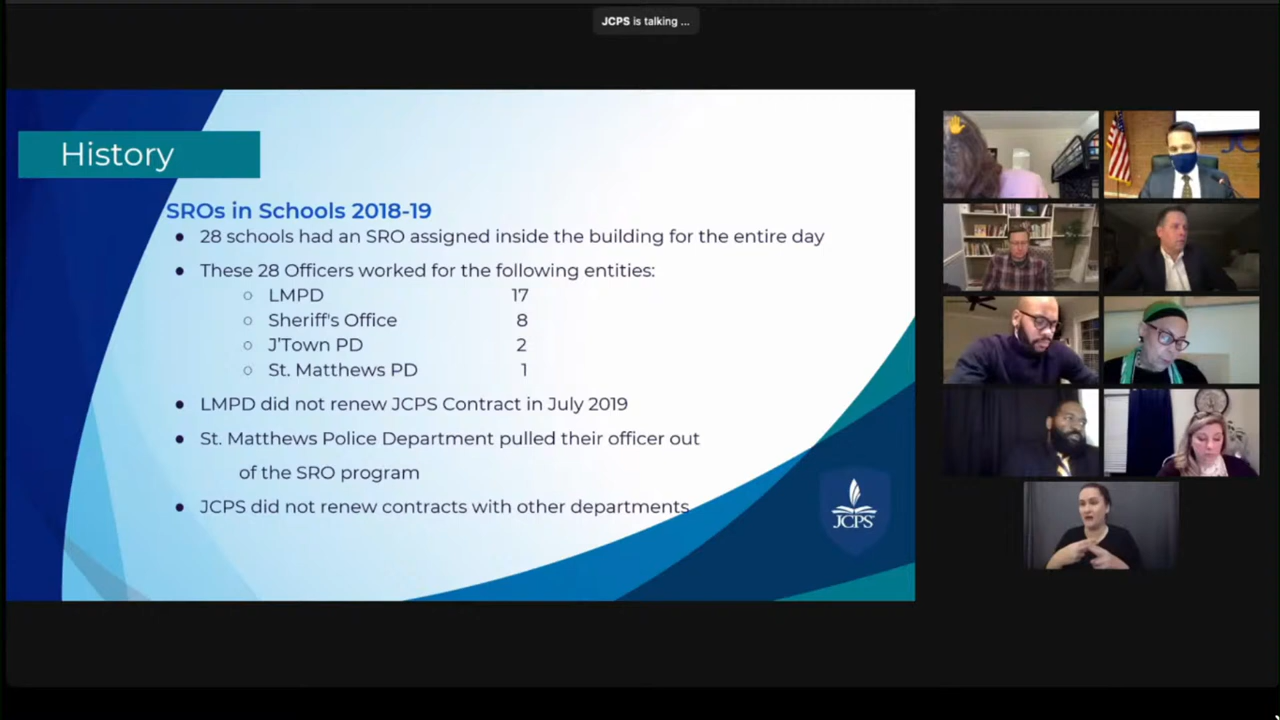 JCPS is talking ...
History
SROs in Schools 2018-19
● 28 schools had an SRO assigned inside the building for the entire day
● These 28 Officers worked for the following entities:
○ LMPD 17
○ Sheriff's Office 8
○ J'Town PD 2
○ St. Matthews PD 1
● LMPD did not renew JCPS Contract in July 2019
● St. Matthews Police Department pulled their officer out
of the SRO program
● JCPS did not renew contracts with other departments
JCPS